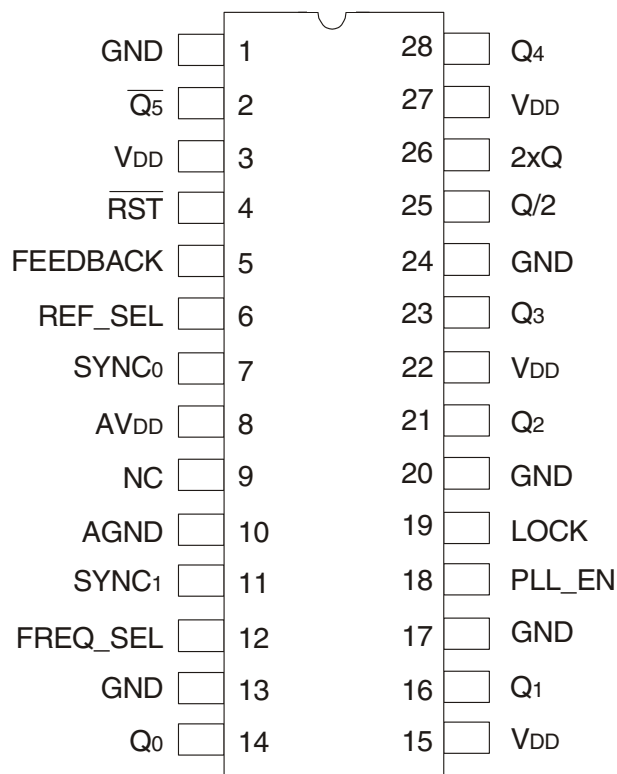 GND 1 28 Q4
Q5 2 27 VDD
VDD 3 26 2xQ
RST 4 25 Q/2
FEEDBACK 5 24 GND
REF_SEL 6 23 Q3
SYNC0 7 22 VDD
AVDD 8 21 Q2
NC 9 20 GND
AGND 10 19 LOCK
SYNC1 11 18 PLL_EN
FREQ_SEL 12 17 GND
GND 13 16 Q1
Q0 14 15 VDD